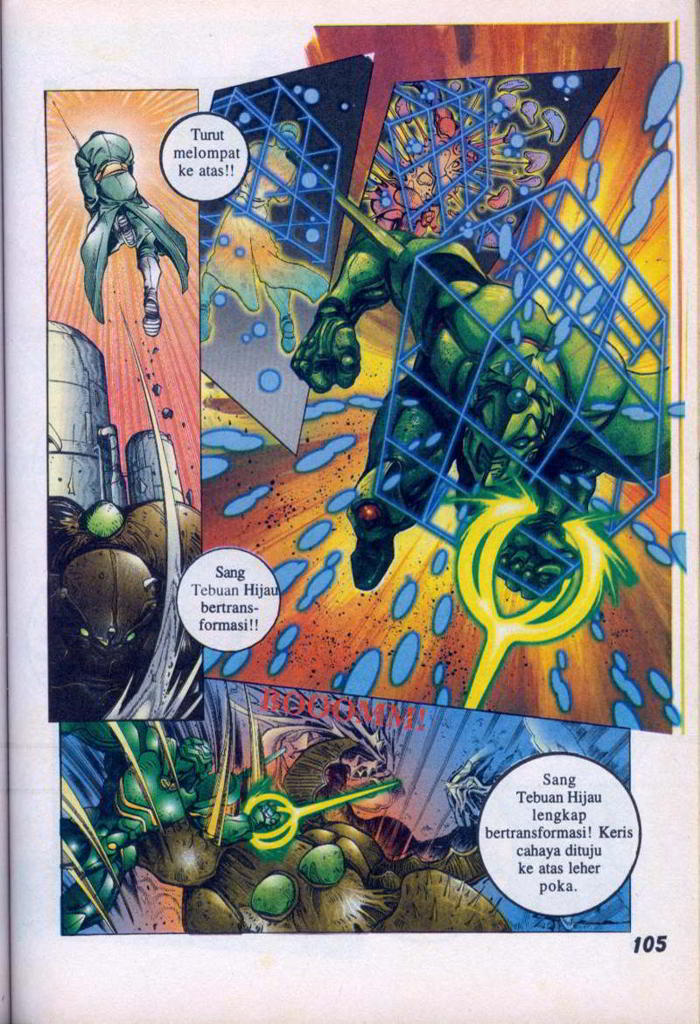 105
Turut
melompat
ke atas!!
Sang
Tebuan Hijau
bertrans-
formasi!!
BOOOMM!
Sang
Tebuan Hijau
lengkap
bertransformasi! Keris
cahaya dituju
ke atas leher
poka.
105